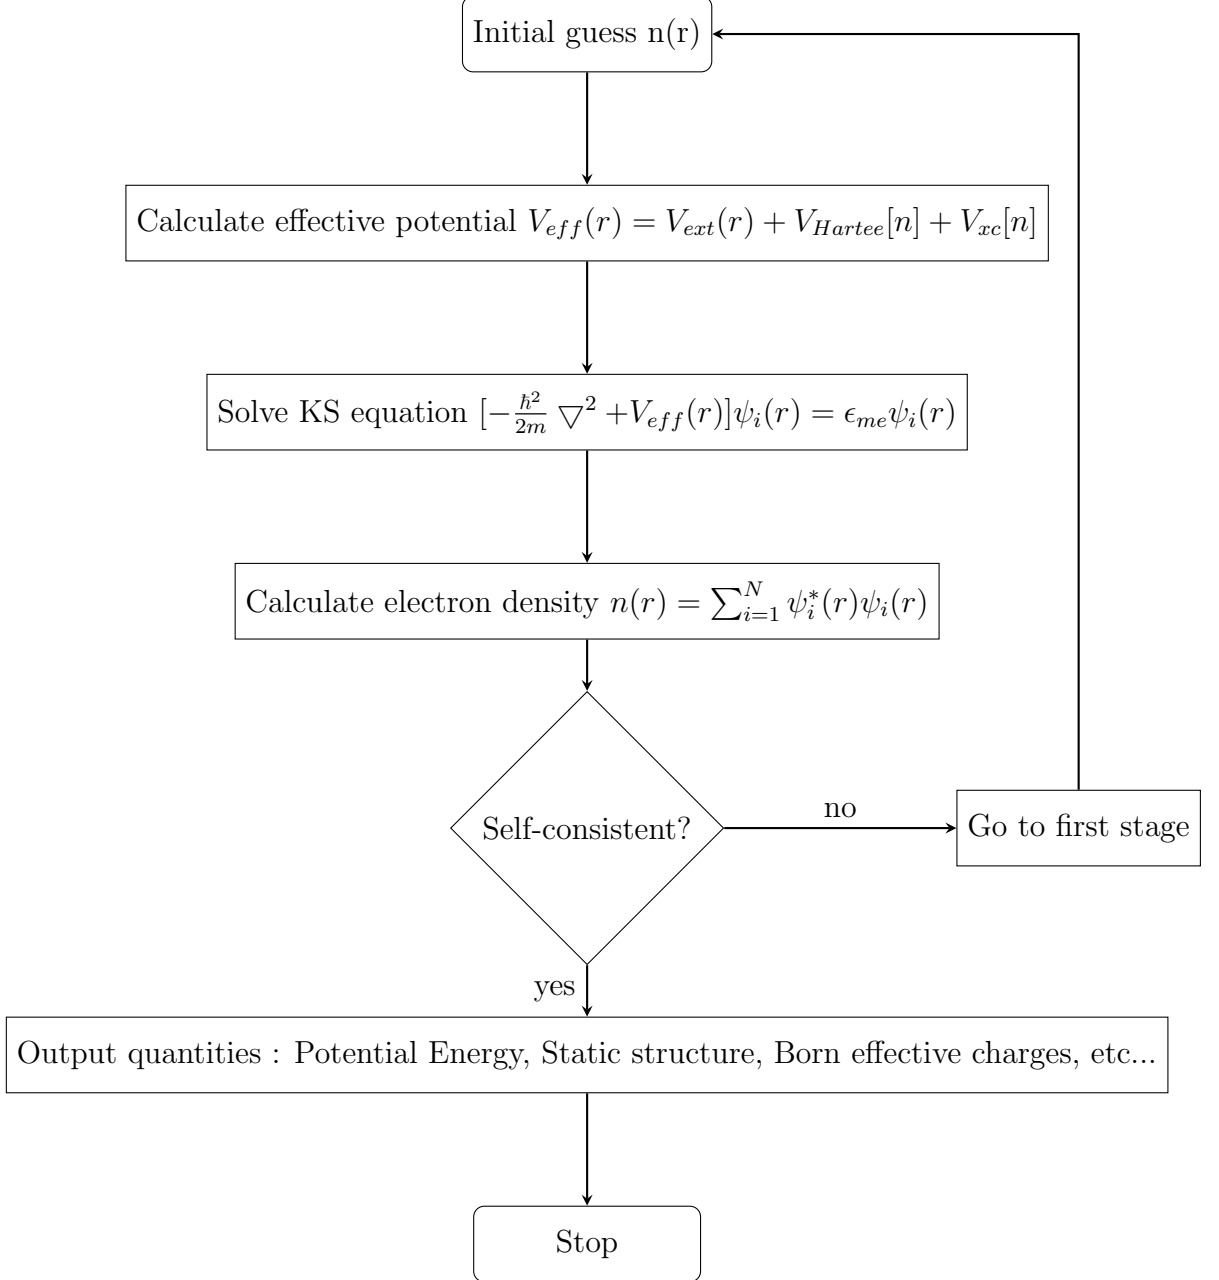 Initial guess n(r)
Calculate effective potential $V_{eff}(r) = V_{ext}(r) + V_{Hartee}[n] + V_{xc}[n]$
Solve KS equation $[-\frac{\hbar^2}{2m} \bigtriangledown^2 + V_{eff}(r)]\psi_i(r) = \epsilon_{me}\psi_i(r)$
Calculate electron density $n(r) = \sum_{i=1}^{N} \psi_i^*(r)\psi_i(r)$
Self-consistent?
no
Go to first stage
yes
Output quantities : Potential Energy, Static structure, Born effective charges, etc...
Stop